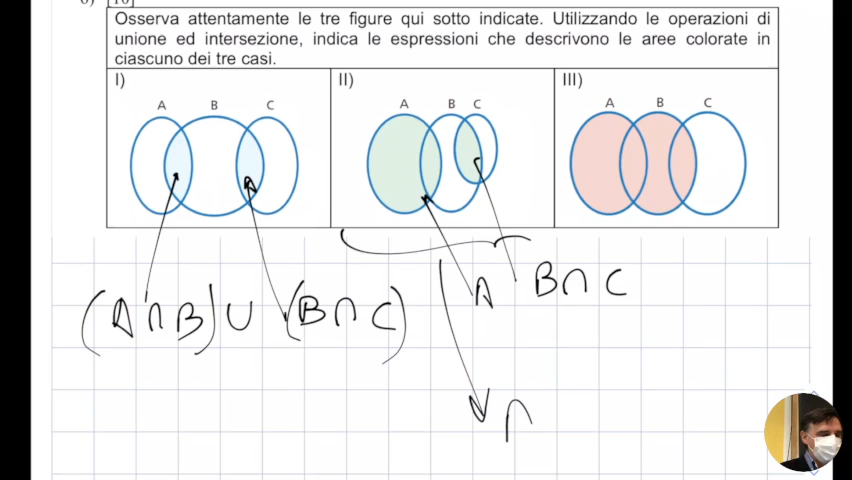 6) [10]
Osserva attentamente le tre figure qui sotto indicate. Utilizzando le operazioni di
unione ed intersezione, indica le espressioni che descrivono le aree colorate in
ciascuno dei tre casi.
I) II) III)
A B C A B C A B C
(A∩B)∪(B∩C) A B∩C
∩